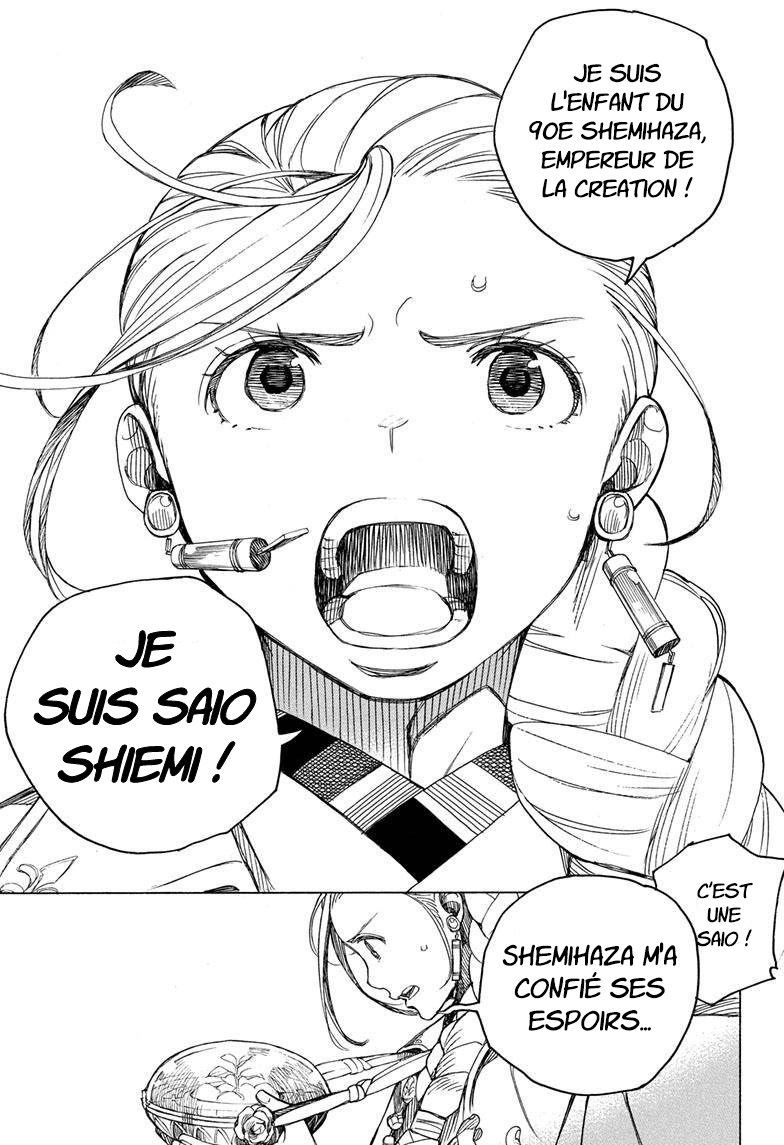 JE SUIS
L'ENFANT DU
90E SHEMIHAZA,
EMPEREUR DE
LA CREATION !
JE
SUIS SAIO
SHIEMI !
C'EST
UNE
SAIO !
SHEMIHAZA M'A
CONFIÉ SES
ESPOIRS...